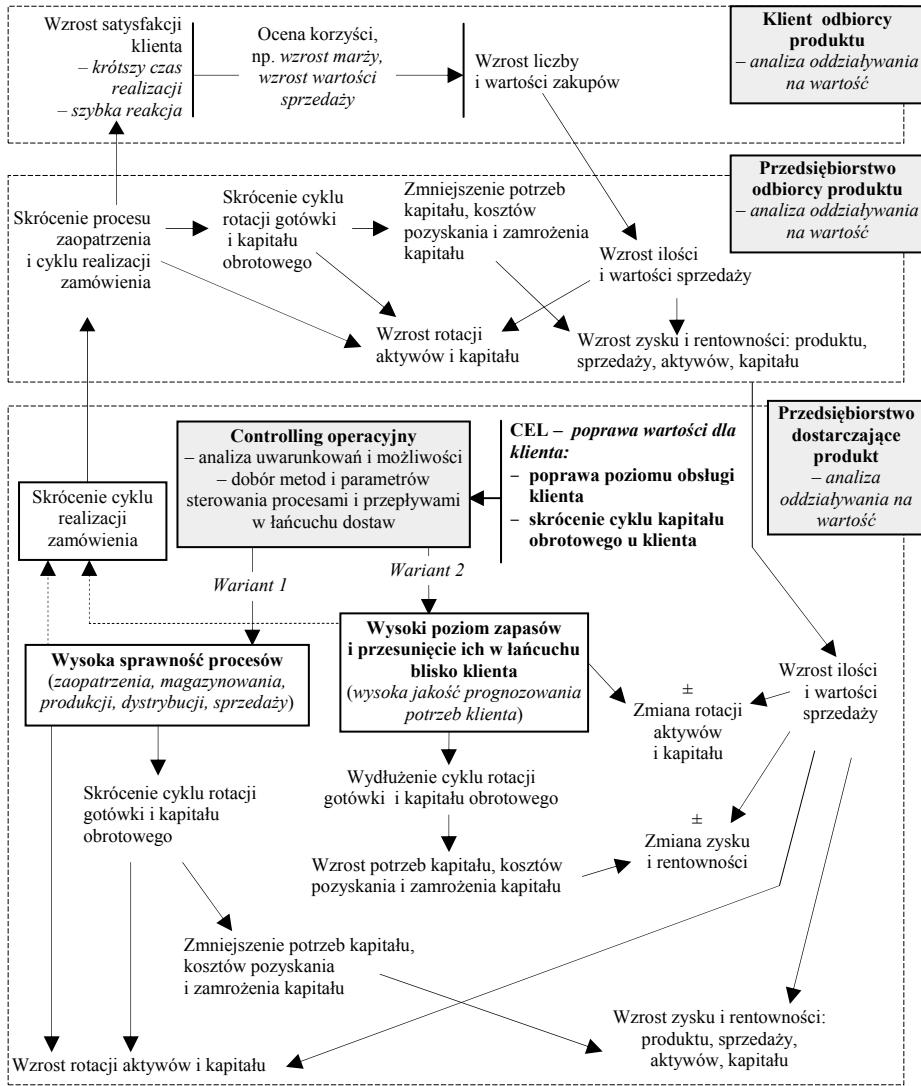 Wzrost satysfakcji
klienta
– krótszy czas
realizacji
– szybka reakcja
Ocena korzyści,
np. wzrost marży,
wzrost wartości
sprzedaży
Wzrost liczby
i wartości zakupów
Klient odbiorcy
produktu
– analiza oddziaływania
na wartość
Przedsiębiorstwo
odbiorcy produktu
– analiza oddziaływania
na wartość
Skrócenie procesu
zaopatrzenia
i cyklu realizacji
zamówienia
Skrócenie cyklu
rotacji gotówki
i kapitału
obrotowego
Zmniejszenie potrzeb
kapitału, kosztów
pozyskania i zamrożenia
kapitału
Wzrost ilości
i wartości sprzedaży
Wzrost rotacji
aktywów i kapitału
Wzrost zysku i rentowności: produktu,
sprzedaży, aktywów, kapitału
Przedsiębiorstwo
dostarczające
produkt
– analiza
oddziaływania na
wartość
Controlling operacyjny
– analiza uwarunkowań i możliwości
– dobór metod i parametrów
sterowania procesami i przepływami
w łańcuchu dostaw
CEL – poprawa wartości dla
klienta:
– poprawa poziomu obsługi
klienta
– skrócenie cyklu kapitału
obrotowego u klienta
Skrócenie cyklu
realizacji
zamówienia
Wariant 1
Wariant 2
Wysoka sprawność procesów
(zaopatrzenia, magazynowania,
produkcji, dystrybucji, sprzedaży)
Wysoki poziom zapasów
i przesunięcie ich w łańcuchu
blisko klienta
(wysoka jakość prognozowania
potrzeb klienta)
Wzrost ilości
i wartości
sprzedaży
±
Zmiana rotacji
aktywów
i kapitału
Skrócenie cyklu rotacji
gotówki i kapitału
obrotowego
Wydłużenie cyklu rotacji
gotówki i kapitału obrotowego
±
Zmiana zysku
i rentowności
Wzrost potrzeb kapitału, kosztów
pozyskania i zamrożenia kapitału
Zmniejszenie potrzeb kapitału,
kosztów pozyskania
i zamrożenia kapitału
Wzrost zysku i rentowności:
produktu, sprzedaży,
aktywów, kapitału
Wzrost rotacji aktywów i kapitału